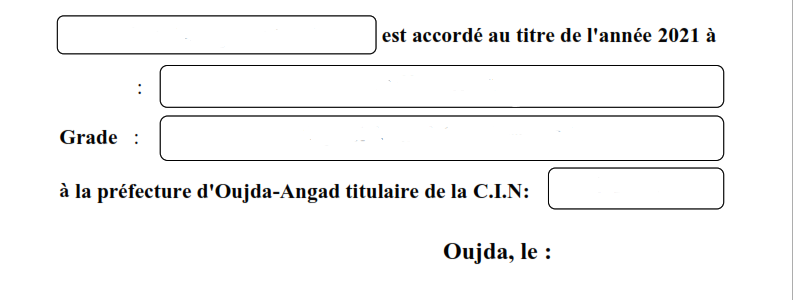 est accordé au titre de l'année 2021 à
:
Grade :
à la préfecture d'Oujda-Angad titulaire de la C.I.N:
Oujda, le :